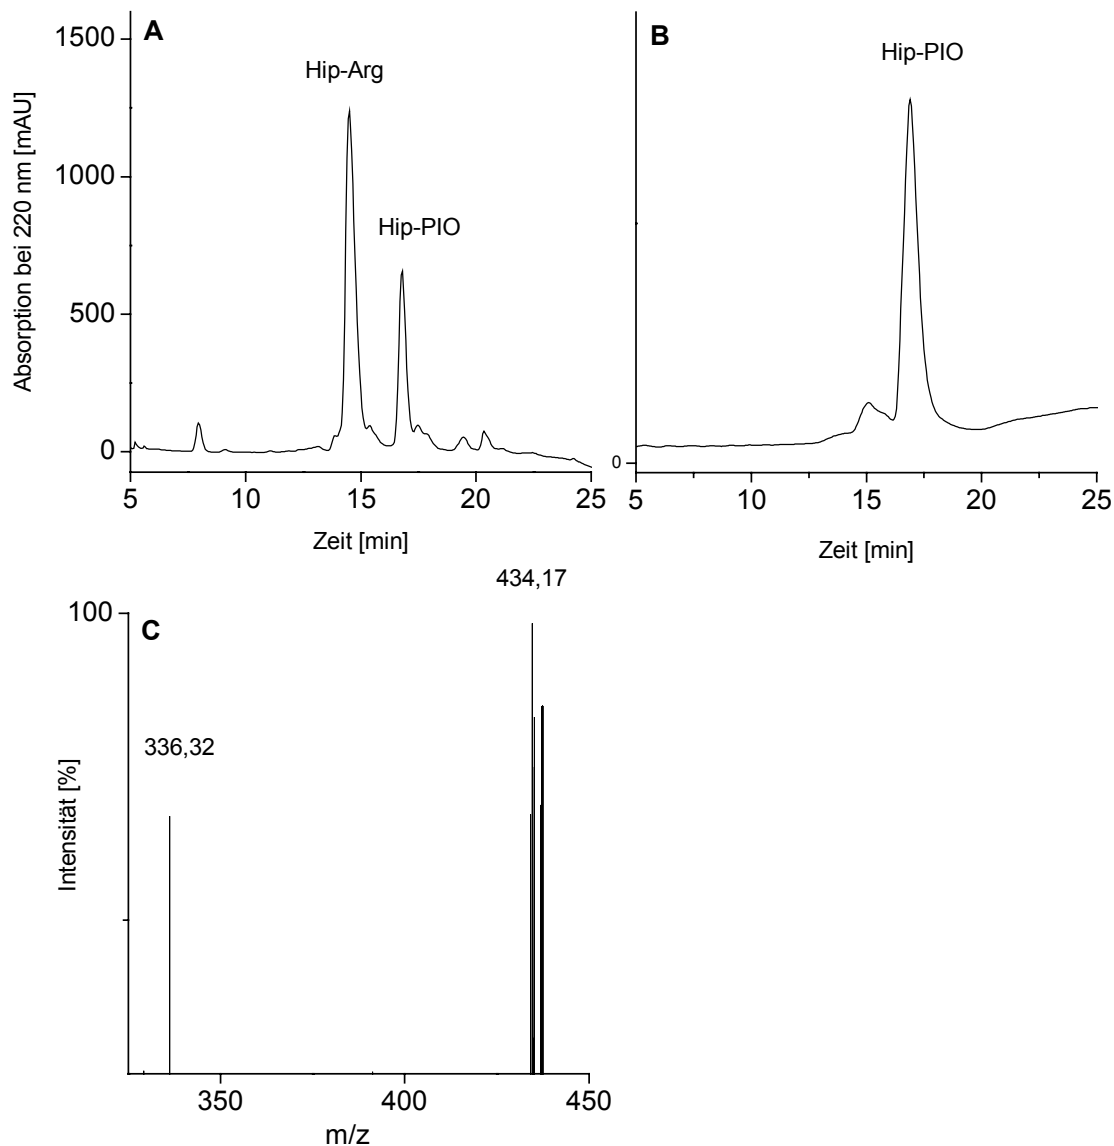 A
Hip-Arg
Hip-PIO
Absorption bei 220 nm [mAU]
1500
1000
500
0
5 10 15 20 25
Zeit [min]
B
Hip-PIO
0
5 10 15 20 25
Zeit [min]
C
434,17
336,32
100
Intensität [%]
350 400 450
m/z